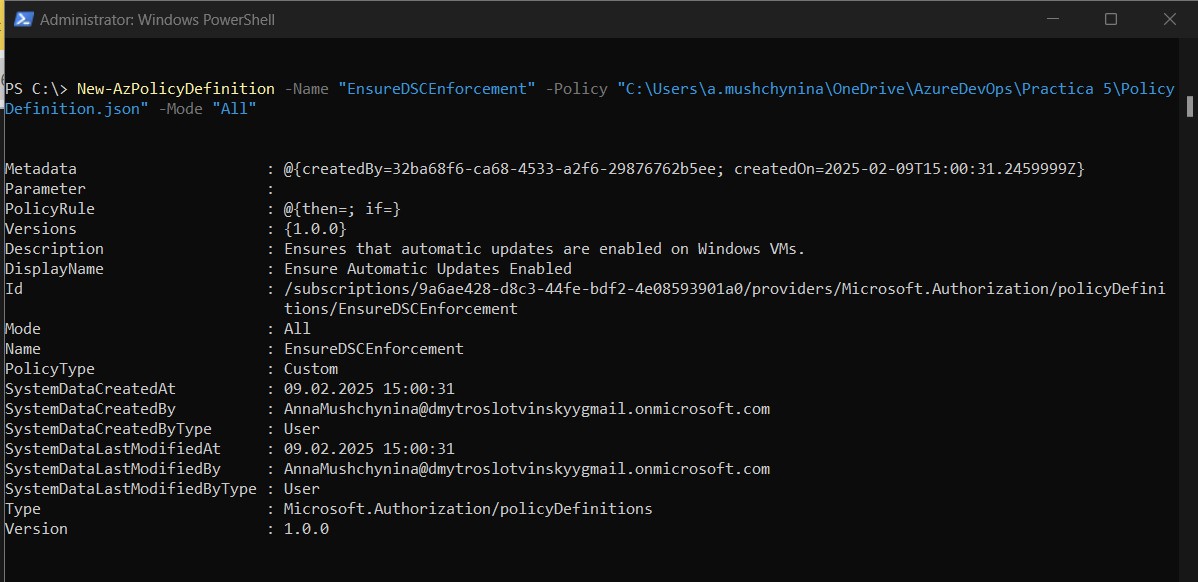 Administrator: Windows PowerShell
PS C:\> New-AzPolicyDefinition -Name "EnsureDSCEnforcement" -Policy "C:\Users\a.mushchynina\OneDrive\AzureDevOps\Practica 5\Policy
Definition.json" -Mode "All"
Metadata : @{createdBy=32ba68f6-ca68-4533-a2f6-29876762b5ee; createdOn=2025-02-09T15:00:31.2459999Z}
Parameter :
PolicyRule : @{then=; if=}
Versions : {1.0.0}
Description : Ensures that automatic updates are enabled on Windows VMs.
DisplayName : Ensure Automatic Updates Enabled
Id : /subscriptions/9a6ae428-d8c3-44fe-bdf2-4e08593901a0/providers/Microsoft.Authorization/policyDefini
tions/EnsureDSCEnforcement
Mode : All
Name : EnsureDSCEnforcement
PolicyType : Custom
SystemDataCreatedAt : 09.02.2025 15:00:31
SystemDataCreatedBy : AnnaMushchynina@dmytroslotvinskyygmail.onmicrosoft.com
SystemDataCreatedByType : User
SystemDataLastModifiedAt : 09.02.2025 15:00:31
SystemDataLastModifiedBy : AnnaMushchynina@dmytroslotvinskyygmail.onmicrosoft.com
SystemDataLastModifiedByType : User
Type : Microsoft.Authorization/policyDefinitions
Version : 1.0.0